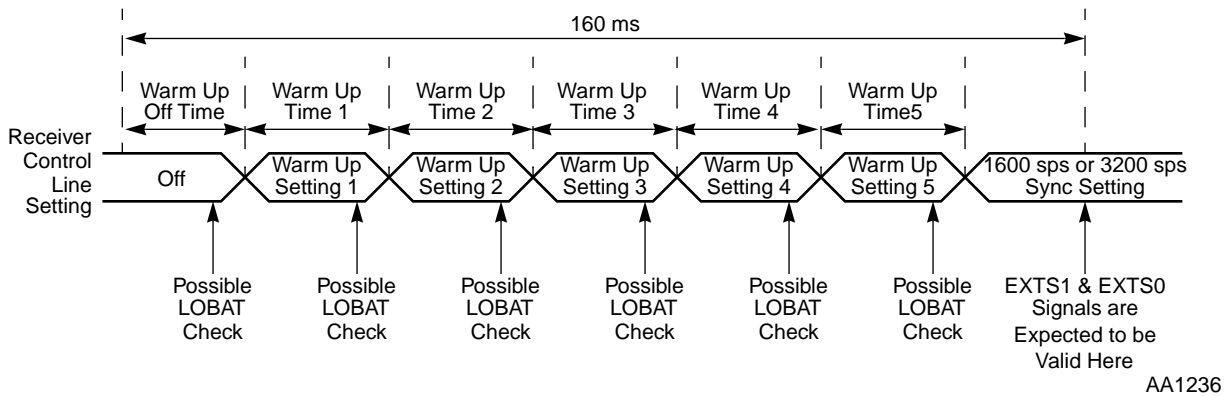 160 ms
Warm Up
Off Time
Warm Up
Time 1
Warm Up
Time 2
Warm Up
Time 3
Warm Up
Time 4
Warm Up
Time5
Receiver
Control
Line
Setting
Off
Warm Up
Setting 1
Warm Up
Setting 2
Warm Up
Setting 3
Warm Up
Setting 4
Warm Up
Setting 5
1600 sps or 3200 sps
Sync Setting
Possible
LOBAT
Check
Possible
LOBAT
Check
Possible
LOBAT
Check
Possible
LOBAT
Check
Possible
LOBAT
Check
Possible
LOBAT
Check
EXTS1 & EXTS0
Signals are
Expected to be
Valid Here
AA1236